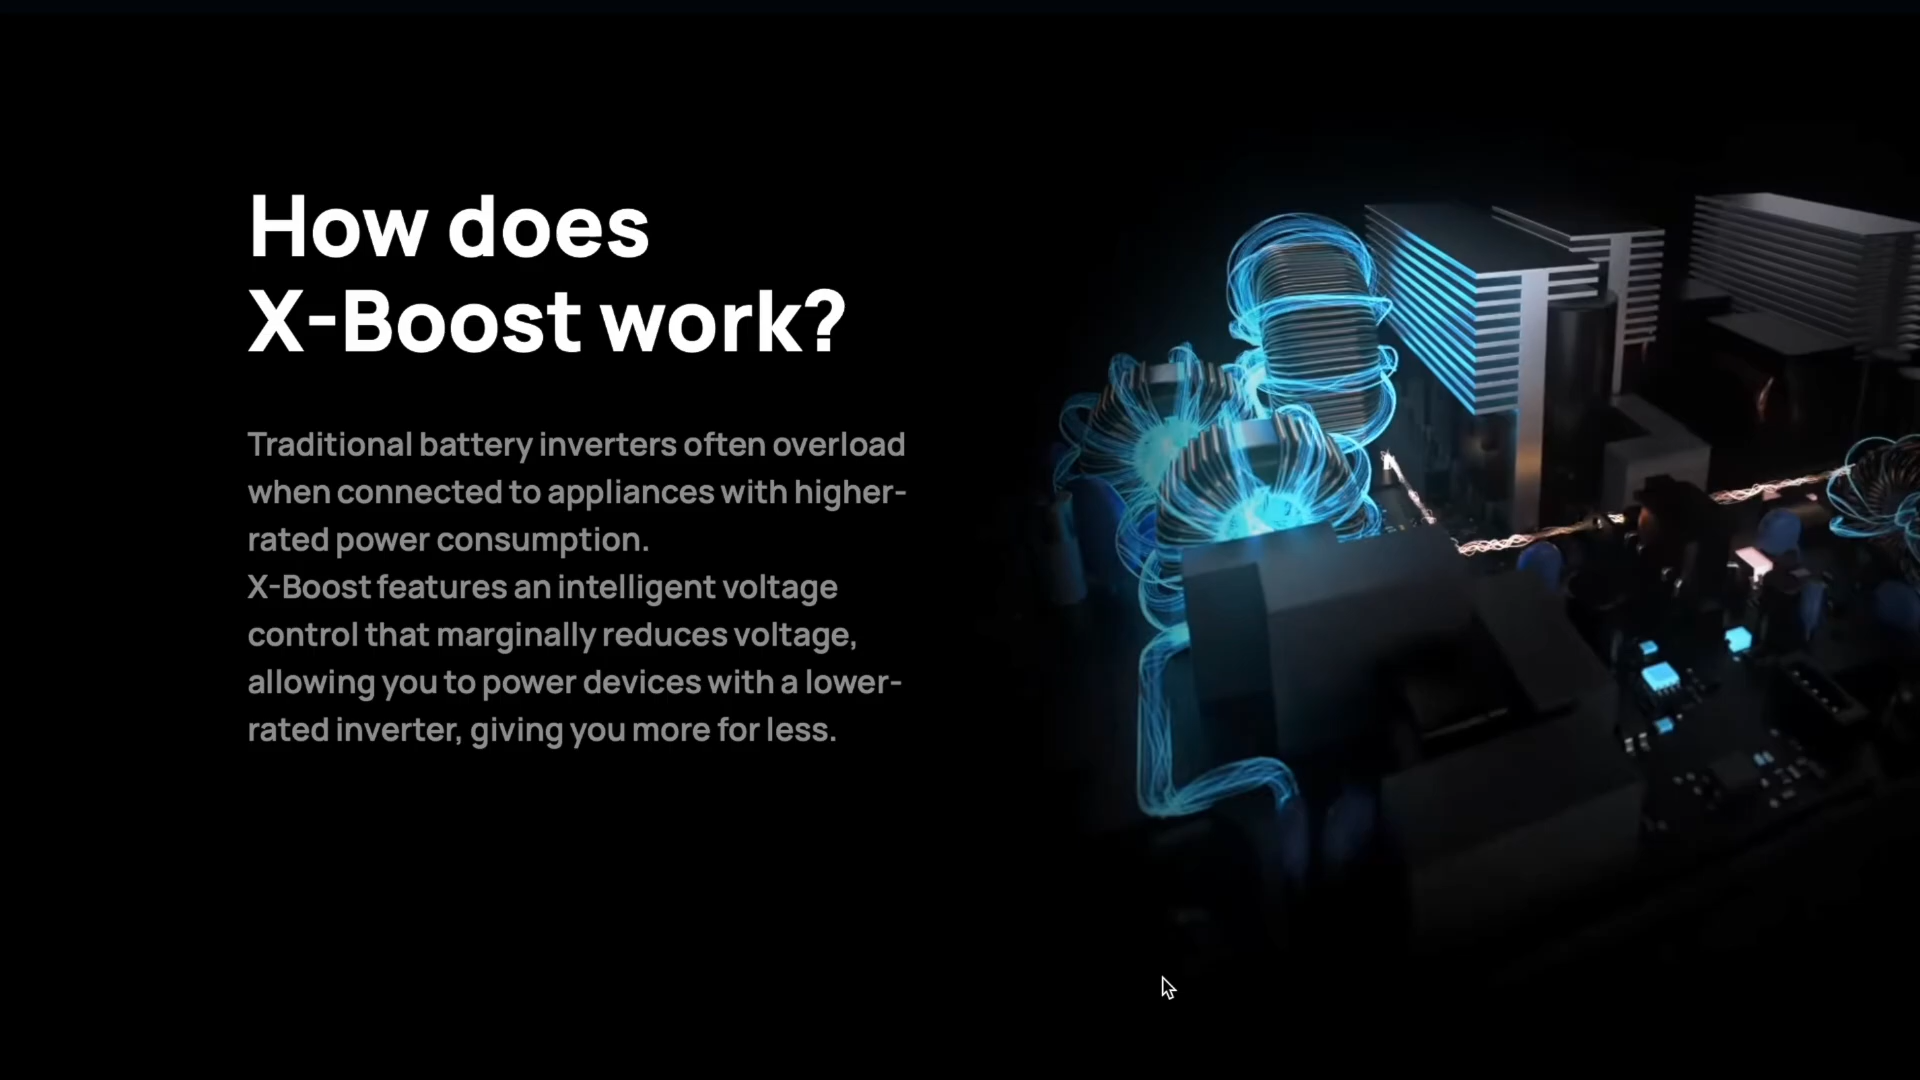 How does
X-Boost work?
Traditional battery inverters often overload
when connected to appliances with higher-
rated power consumption.
X-Boost features an intelligent voltage
control that marginally reduces voltage,
allowing you to power devices with a lower-
rated inverter, giving you more for less.